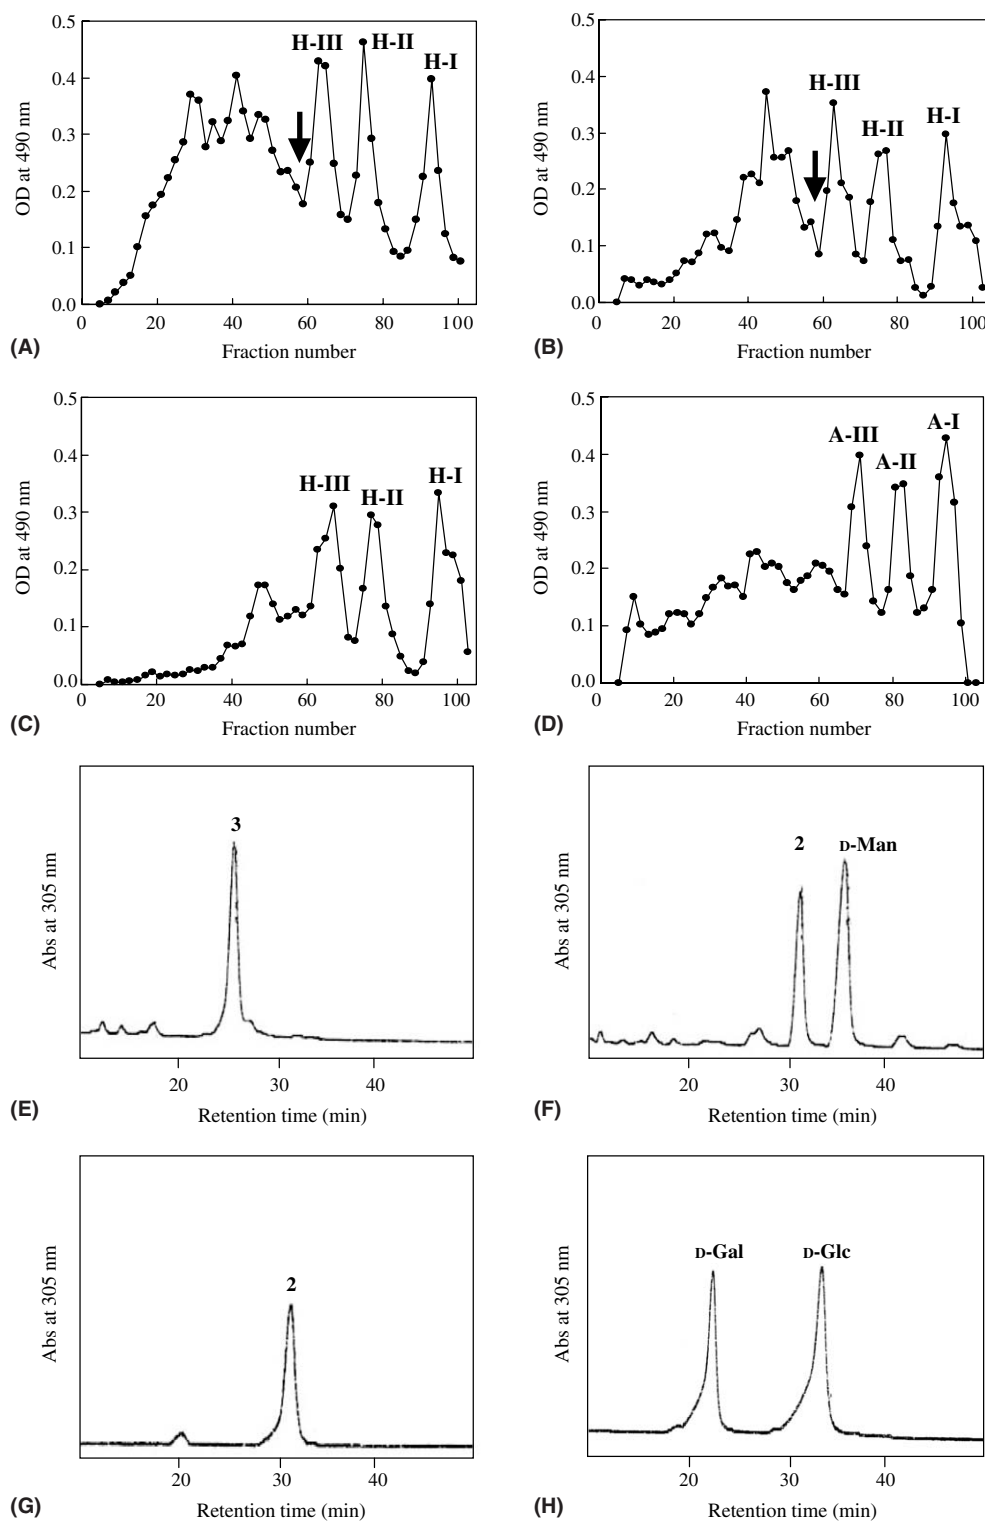 0.5
0.4
0.3
0.2
0.1
0.0
OD at 490 nm
H-III
H-II
H-I
0
20
40
60
80
100
Fraction number
(A)
0.5
0.4
0.3
0.2
0.1
0.0
OD at 490 nm
H-III
H-II
H-I
0
20
40
60
80
100
Fraction number
(B)
0.5
0.4
0.3
0.2
0.1
0.0
OD at 490 nm
H-III
H-II
H-I
0
20
40
60
80
100
Fraction number
(C)
0.5
0.4
0.3
0.2
0.1
0.0
OD at 490 nm
A-III
A-II
A-I
0
20
40
60
80
100
Fraction number
(D)
Abs at 305 nm
3
20
30
40
Retention time (min)
(E)
Abs at 305 nm
2
D-Man
20
30
40
Retention time (min)
(F)
Abs at 305 nm
2
20
30
40
Retention time (min)
(G)
Abs at 305 nm
D-Gal
D-Glc
20
30
40
Retention time (min)
(H)